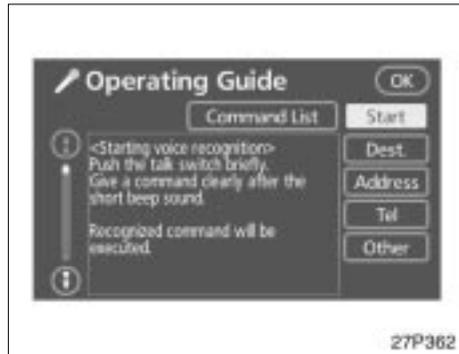 Operating Guide
OK
Command List
Start
<Starting voice recognition>
Push the talk switch briefly.
Give a command clearly after the
short beep sound.
Recognized command will be
executed.
Dest.
Address
Tel
Other
27P362